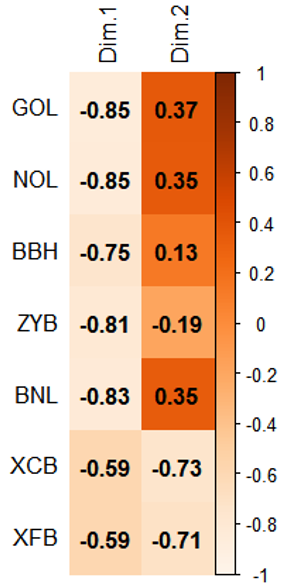 Dim.1 Dim.2
GOL -0.85 0.37
NOL -0.85 0.35
BBH -0.75 0.13
ZYB -0.81 -0.19
BNL -0.83 0.35
XCB -0.59 -0.73
XFB -0.59 -0.71
1
0.8
0.6
0.4
0.2
0
-0.2
-0.4
-0.6
-0.8
-1